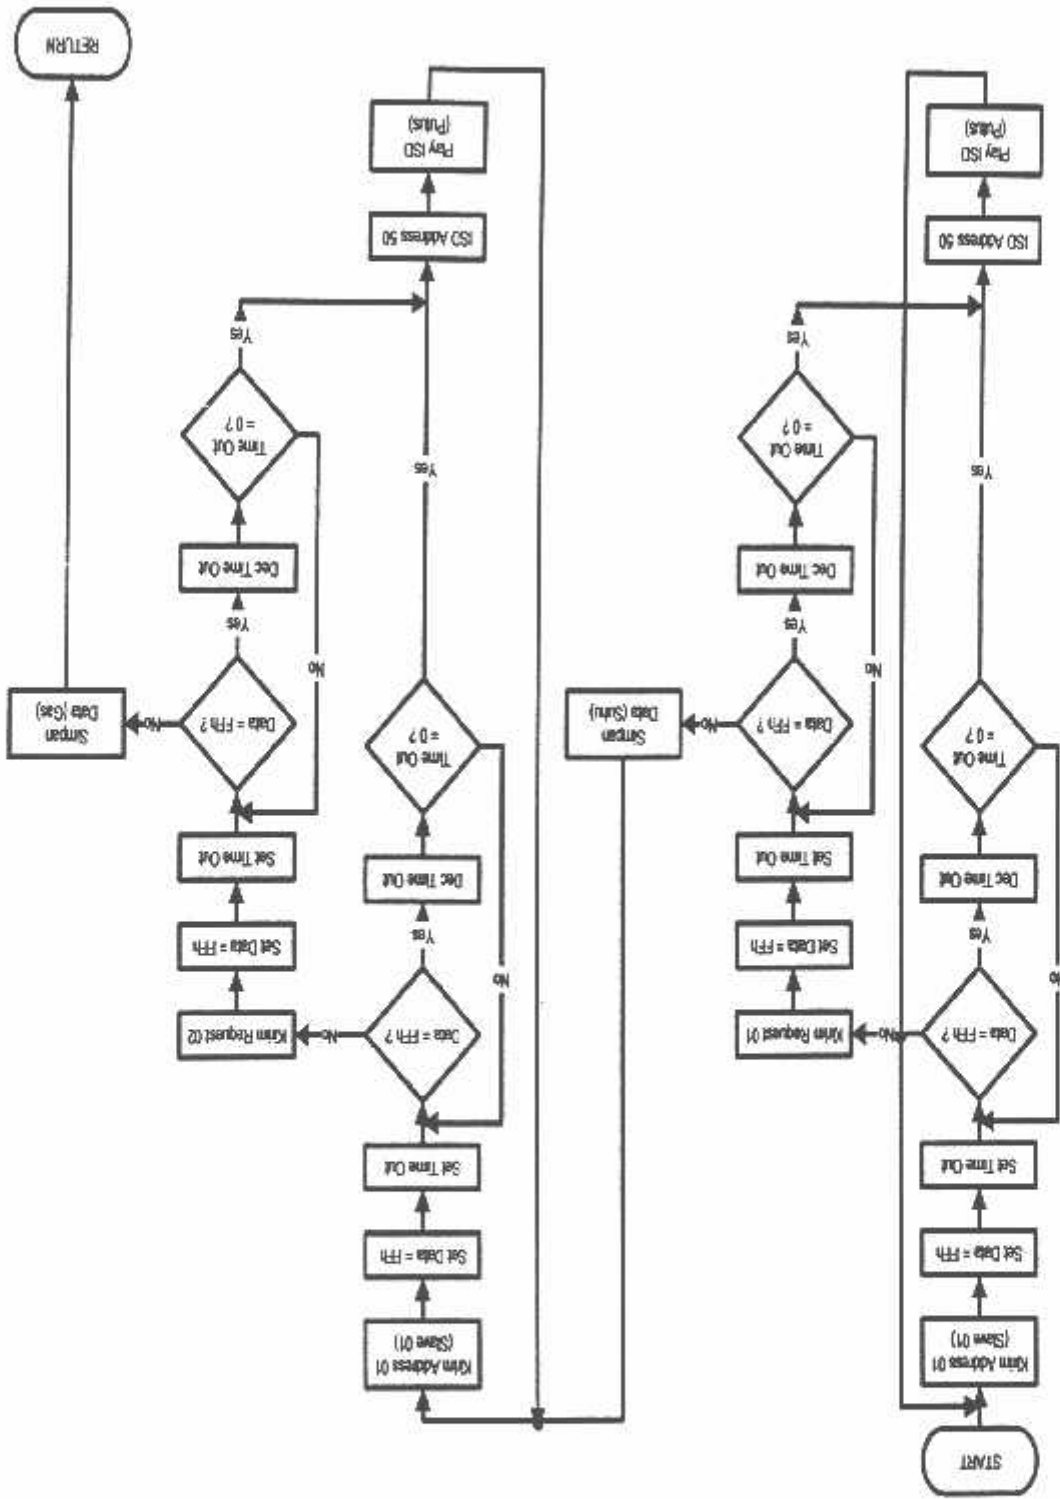 START
Kirim Address 01
(Slave 01)
Set Data = FFh
Set Time Out
Data = FFh ?
No
Yes
Dec Time Out
Time Out
= 0 ?
No
Yes
ISD Address 50
Play ISD
(Putus)
Kirim Request 01
Set Data = FFh
Set Time Out
Data = FFh ?
No
Yes
Dec Time Out
Time Out
= 0 ?
No
Yes
Simpan
Data (Suhu)
Kirim Address 01
(Slave 01)
Set Data = FFh
Set Time Out
Data = FFh ?
No
Yes
Dec Time Out
Time Out
= 0 ?
No
Yes
ISD Address 50
Play ISD
(Putus)
Kirim Request 02
Set Data = FFh
Set Time Out
Data = FFh ?
No
Yes
Dec Time Out
Time Out
= 0 ?
No
Yes
Simpan
Data (Gas)
RETURN